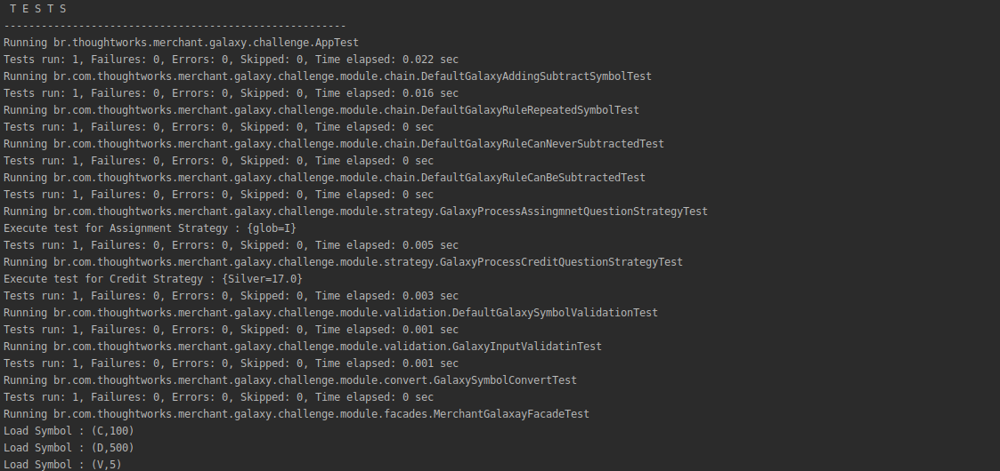 T E S T S
-------------------------------------------------------
Running br.thoughtworks.merchant.galaxy.challenge.AppTest
Tests run: 1, Failures: 0, Errors: 0, Skipped: 0, Time elapsed: 0.022 sec
Running br.com.thoughtworks.merchant.galaxy.challenge.module.chain.DefaultGalaxyAddingSubtractSymbolTest
Tests run: 1, Failures: 0, Errors: 0, Skipped: 0, Time elapsed: 0.016 sec
Running br.com.thoughtworks.merchant.galaxy.challenge.module.chain.DefaultGalaxyRuleRepeatedSymbolTest
Tests run: 1, Failures: 0, Errors: 0, Skipped: 0, Time elapsed: 0 sec
Running br.com.thoughtworks.merchant.galaxy.challenge.module.chain.DefaultGalaxyRuleCanNeverSubtractedTest
Tests run: 1, Failures: 0, Errors: 0, Skipped: 0, Time elapsed: 0 sec
Running br.com.thoughtworks.merchant.galaxy.challenge.module.chain.DefaultGalaxyRuleCanBeSubtractedTest
Tests run: 1, Failures: 0, Errors: 0, Skipped: 0, Time elapsed: 0 sec
Running br.com.thoughtworks.merchant.galaxy.challenge.module.strategy.GalaxyProcessAssingmnetQuestionStrategyTest
Execute test for Assignment Strategy : {glob=I}
Tests run: 1, Failures: 0, Errors: 0, Skipped: 0, Time elapsed: 0.005 sec
Running br.com.thoughtworks.merchant.galaxy.challenge.module.strategy.GalaxyProcessCreditQuestionStrategyTest
Execute test for Credit Strategy : {Silver=17.0}
Tests run: 1, Failures: 0, Errors: 0, Skipped: 0, Time elapsed: 0.003 sec
Running br.com.thoughtworks.merchant.galaxy.challenge.module.validation.DefaultGalaxySymbolValidationTest
Tests run: 1, Failures: 0, Errors: 0, Skipped: 0, Time elapsed: 0.001 sec
Running br.com.thoughtworks.merchant.galaxy.challenge.module.validation.GalaxyInputValidatinTest
Tests run: 1, Failures: 0, Errors: 0, Skipped: 0, Time elapsed: 0.001 sec
Running br.com.thoughtworks.merchant.galaxy.challenge.module.convert.GalaxySymbolConvertTest
Tests run: 1, Failures: 0, Errors: 0, Skipped: 0, Time elapsed: 0 sec
Running br.com.thoughtworks.merchant.galaxy.challenge.module.facades.MerchantGalaxayFacadeTest
Load Symbol : (C,100)
Load Symbol : (D,500)
Load Symbol : (V,5)